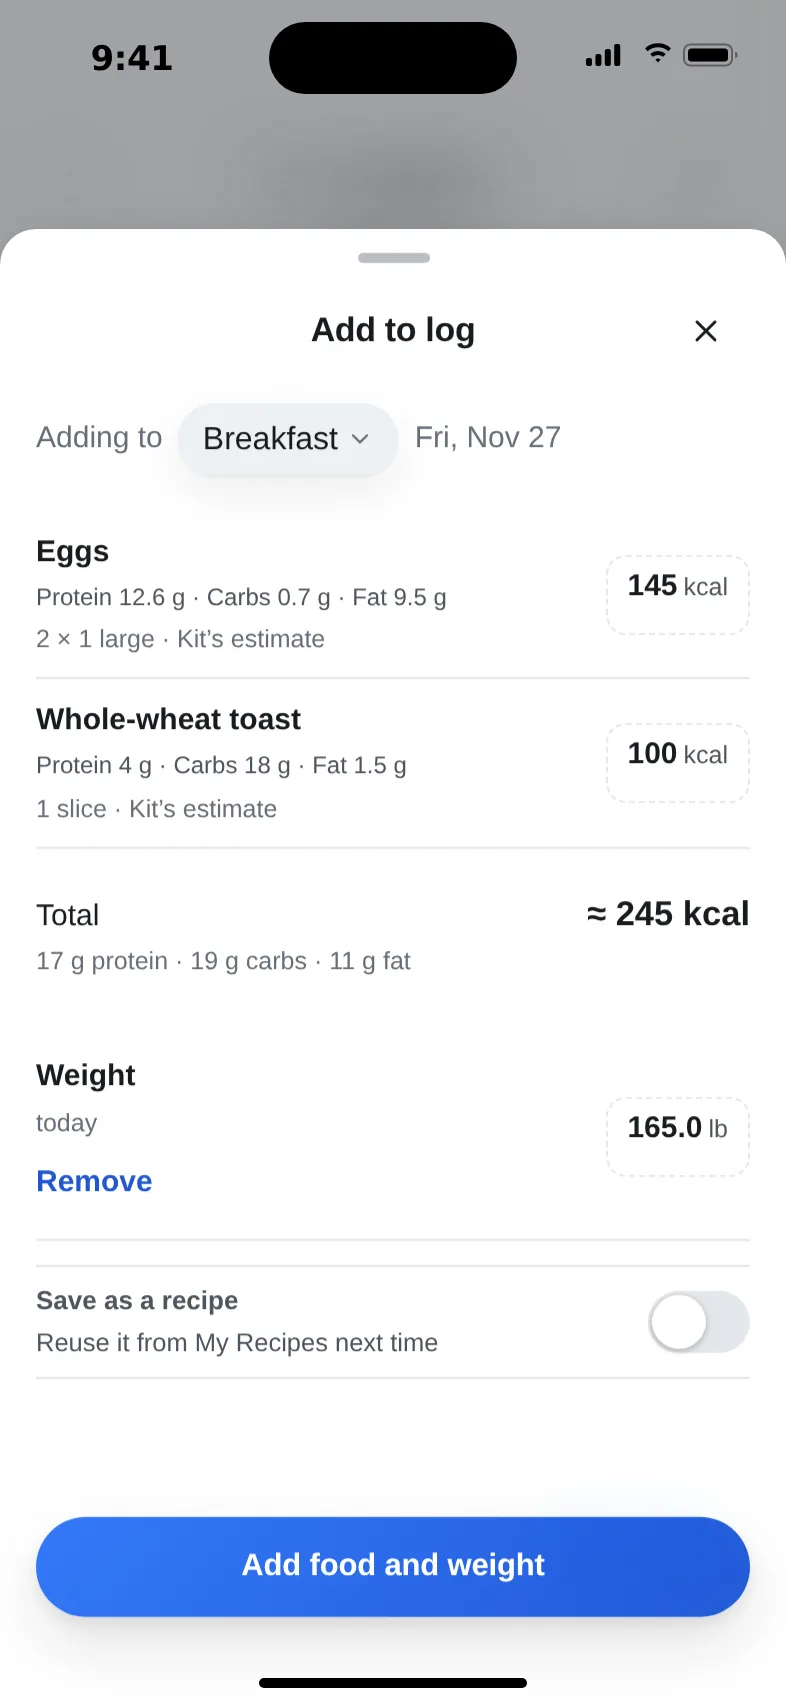 9:41
Add to log
Adding to Breakfast Fri, Nov 27
Eggs
145 kcal
Protein 12.6 g · Carbs 0.7 g · Fat 9.5 g
2 × 1 large · Kit’s estimate
Whole-wheat toast
100 kcal
Protein 4 g · Carbs 18 g · Fat 1.5 g
1 slice · Kit’s estimate
Total ≈ 245 kcal
17 g protein · 19 g carbs · 11 g fat
Weight
today
165.0 lb
Remove
Save as a recipe
Reuse it from My Recipes next time
Add food and weight